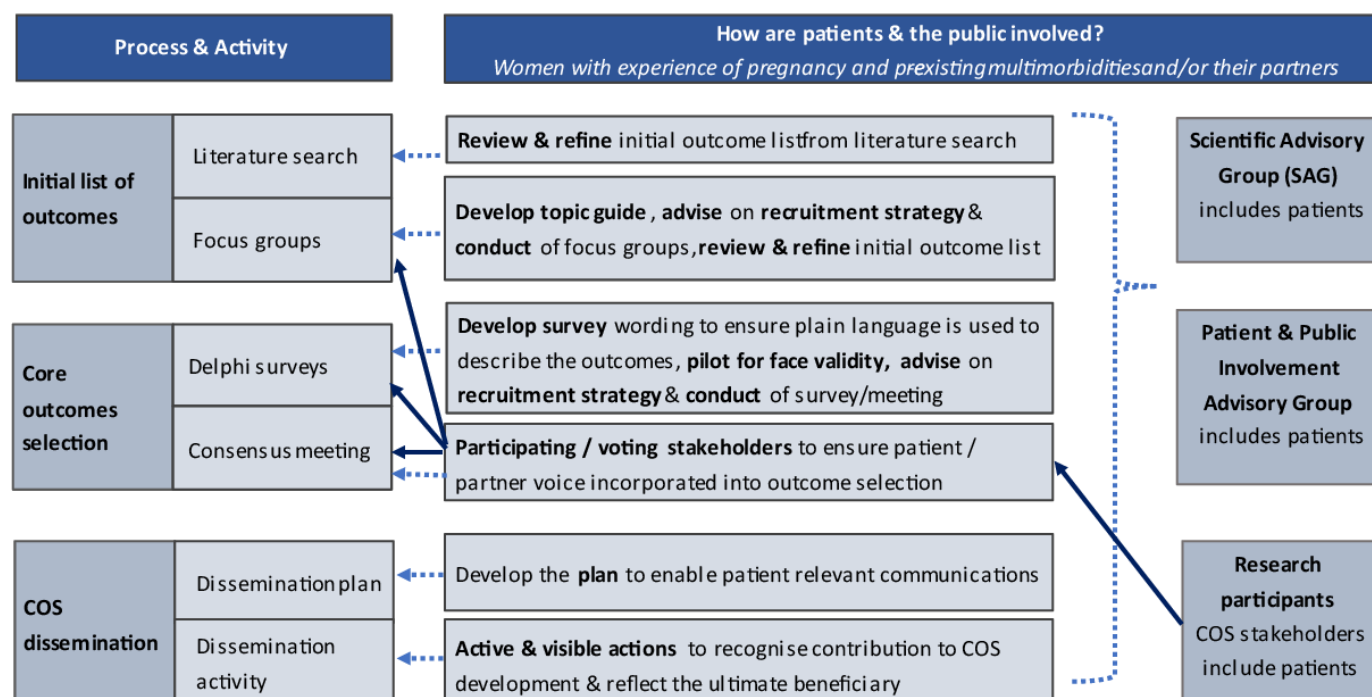 Process & Activity
How are patients & the public involved?
Women with experience of pregnancy and pre-existing multimorbidities and/or their partners
Initial list of
outcomes
Literature search
Focus groups
Review & refine initial outcome listfrom literature search
Develop topic guide , advise on recruitment strategy &
conduct of focus groups, review & refine initial outcome list
Core
outcomes
selection
Delphi surveys
Consensus meeting
Develop survey wording to ensure plain language is used to
describe the outcomes, pilot for face validity, advise on
recruitment strategy & conduct of survey/meeting
Participating / voting stakeholders to ensure patient /
partner voice incorporated into outcome selection
COS
dissemination
Dissemination plan
Dissemination
activity
Develop the plan to enable patient relevant communications
Active & visible actions to recognise contribution to COS
development & reflect the ultimate beneficiary
Scientific Advisory
Group (SAG)
includes patients
Patient & Public
Involvement
Advisory Group
includes patients
Research
participants
COS stakeholders
include patients